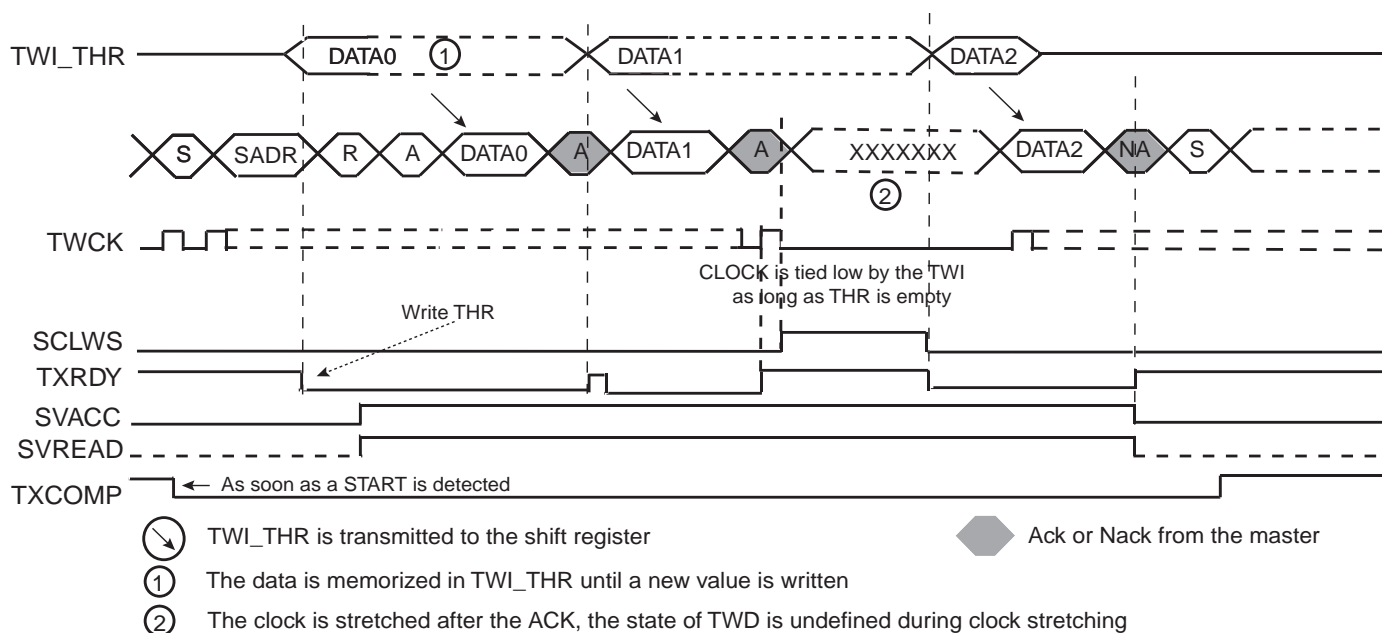 TWI_THR DATA0 1 DATA1 DATA2
S SADR R A DATA0 A DATA1 A XXXXXXX DATA2 NA S
2
TWCK
CLOCK is tied low by the TWI
as long as THR is empty
Write THR
SCLWS
TXRDY
SVACC
SVREAD
TXCOMP As soon as a START is detected
TWI_THR is transmitted to the shift register Ack or Nack from the master
1 The data is memorized in TWI_THR until a new value is written
2 The clock is stretched after the ACK, the state of TWD is undefined during clock stretching